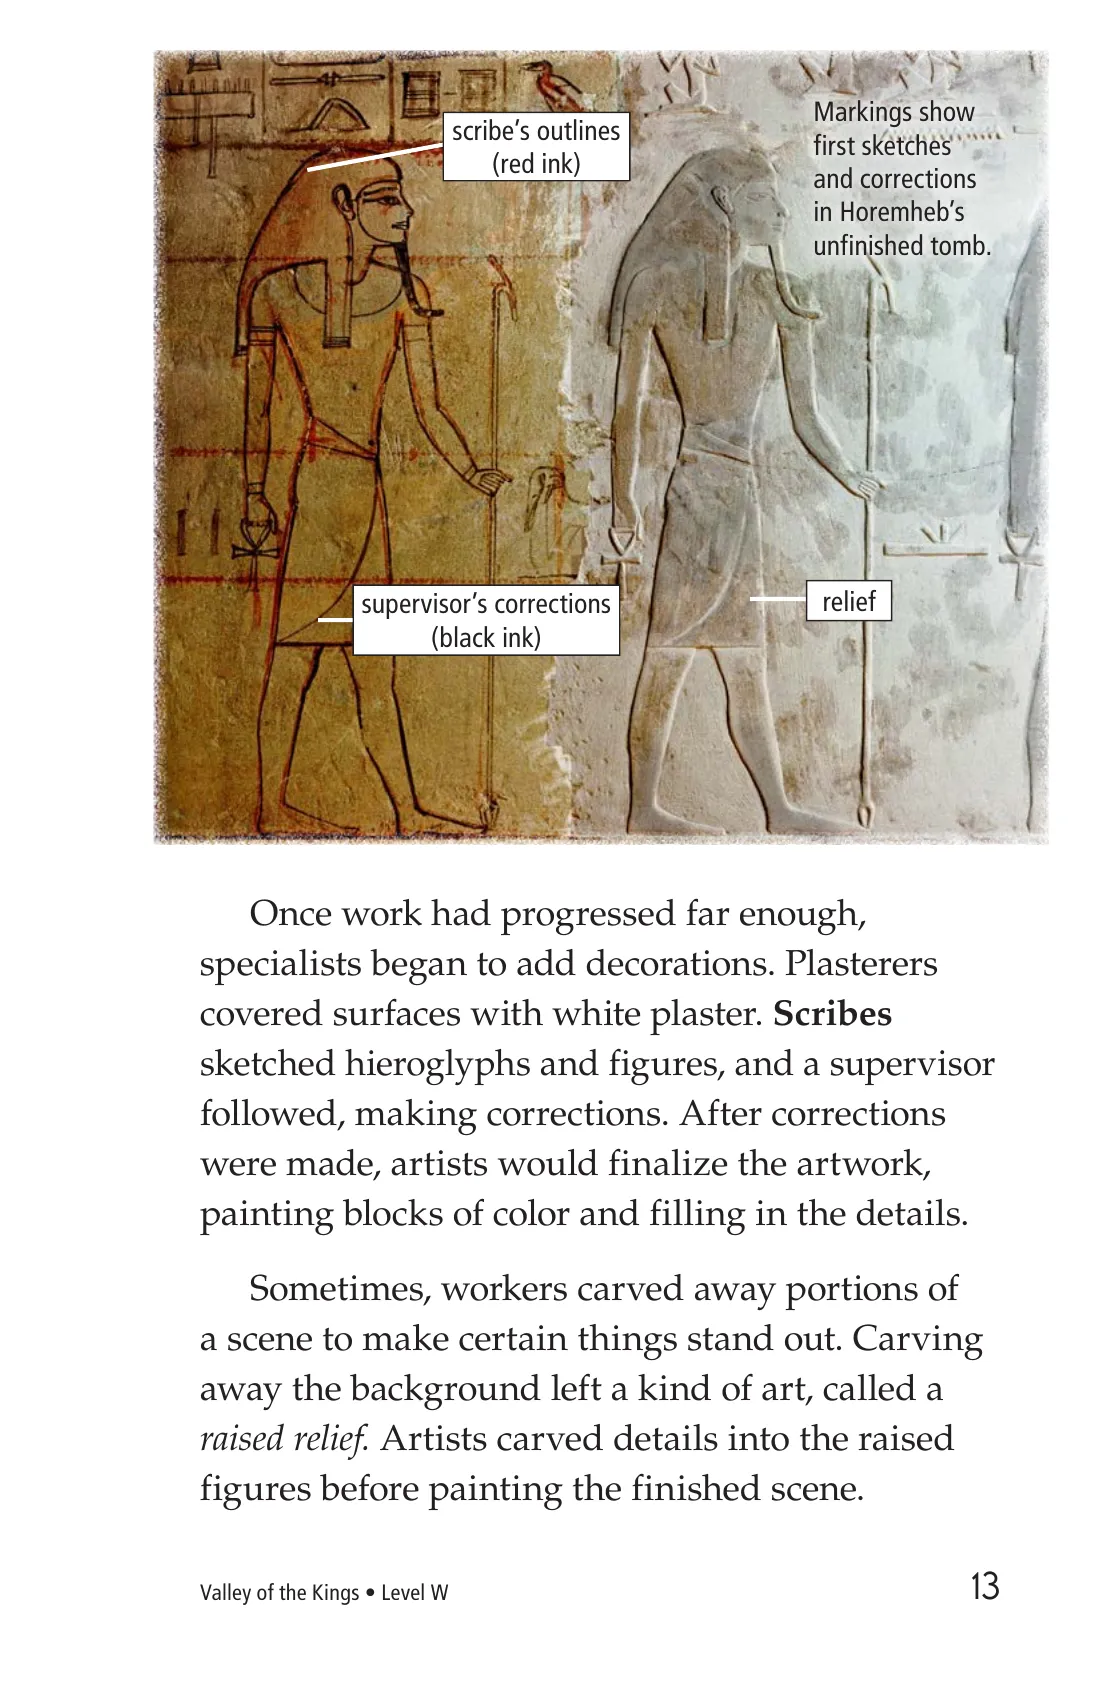 scribe’s outlines
(red ink)
Markings show
first sketches
and corrections
in Horemheb’s
unfinished tomb.
supervisor’s corrections
(black ink)
relief
Once work had progressed far enough,
specialists began to add decorations. Plasterers
covered surfaces with white plaster. Scribes
sketched hieroglyphs and figures, and a supervisor
followed, making corrections. After corrections
were made, artists would finalize the artwork,
painting blocks of color and filling in the details.
Sometimes, workers carved away portions of
a scene to make certain things stand out. Carving
away the background left a kind of art, called a
raised relief. Artists carved details into the raised
figures before painting the finished scene.
Valley of the Kings • Level W
13